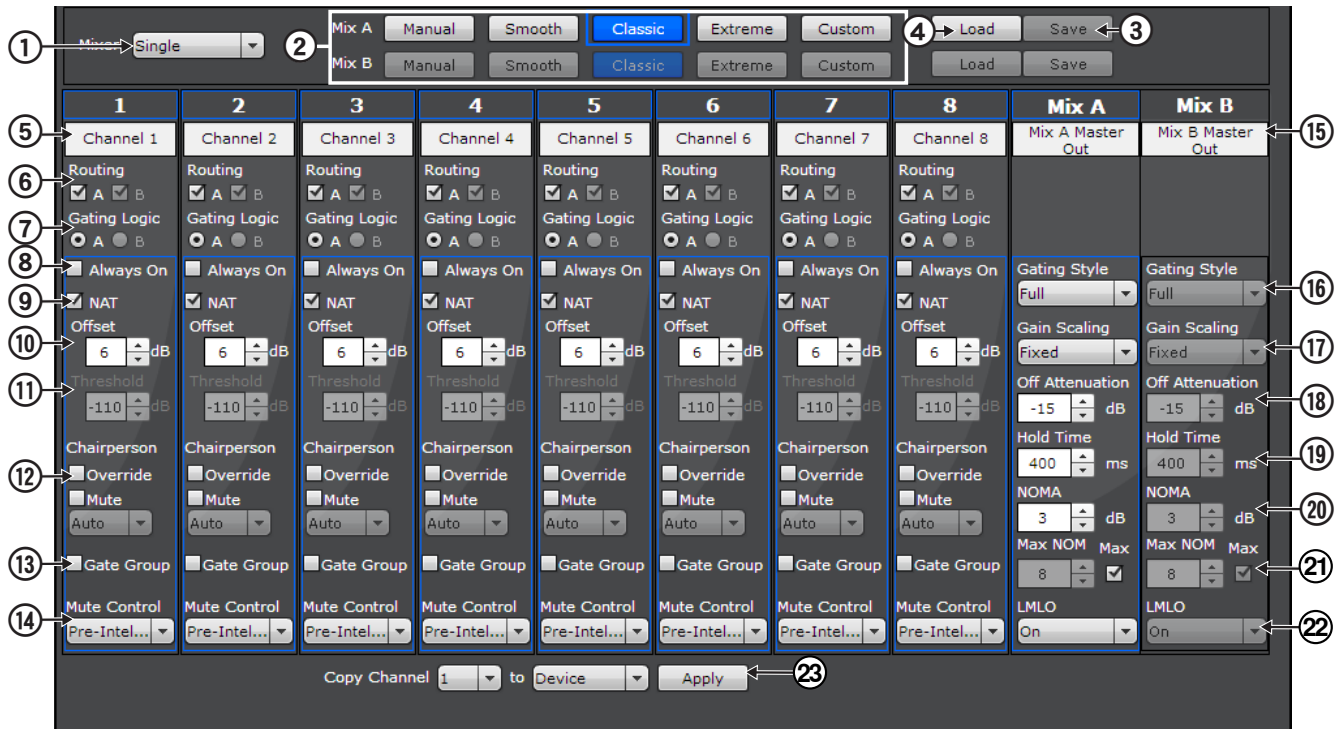 Mix A Manual Smooth Classic Extreme Custom ④ Load Save ③
① Single ②
Mix B Manual Smooth Classic Extreme Custom Load Save
1 2 3 4 5 6 7 8 Mix A Mix B
⑤ Channel 1 Channel 2 Channel 3 Channel 4 Channel 5 Channel 6 Channel 7 Channel 8 Mix A Master Out Mix B Master Out ⑮
⑥ Routing Routing Routing Routing Routing Routing Routing Routing
A B A B A B A B A B A B A B A B
⑦ Gating Logic Gating Logic Gating Logic Gating Logic Gating Logic Gating Logic Gating Logic Gating Logic
A B A B A B A B A B A B A B A B
⑧ Always On Always On Always On Always On Always On Always On Always On Always On Gating Style Gating Style
⑨ NAT NAT NAT NAT NAT NAT NAT NAT Full Full ⑯
Offset Offset Offset Offset Offset Offset Offset Offset Gain Scaling Gain Scaling
⑩ 6 dB 6 dB 6 dB 6 dB 6 dB 6 dB 6 dB 6 dB Fixed Fixed ⑰
⑪ Threshold Threshold Threshold Threshold Threshold Threshold Threshold Threshold Off Attenuation Off Attenuation
-110 dB -110 dB -110 dB -110 dB -110 dB -110 dB -110 dB -110 dB -15 dB -15 dB ⑱
Chairperson Chairperson Chairperson Chairperson Chairperson Chairperson Chairperson Chairperson Hold Time Hold Time
⑫ Override Override Override Override Override Override Override Override 400 ms 400 ms ⑲
Mute Mute Mute Mute Mute Mute Mute Mute NOMA NOMA
Auto Auto Auto Auto Auto Auto Auto Auto 3 dB 3 dB ⑳
Max NOM Max Max NOM Max
⑬ Gate Group Gate Group Gate Group Gate Group Gate Group Gate Group Gate Group Gate Group 8 8 ㉑
Mute Control Mute Control Mute Control Mute Control Mute Control Mute Control Mute Control Mute Control LMLO LMLO
⑭ Pre-Intel... Pre-Intel... Pre-Intel... Pre-Intel... Pre-Intel... Pre-Intel... Pre-Intel... Pre-Intel... On On ㉒
Copy Channel 1 to Device Apply ㉓